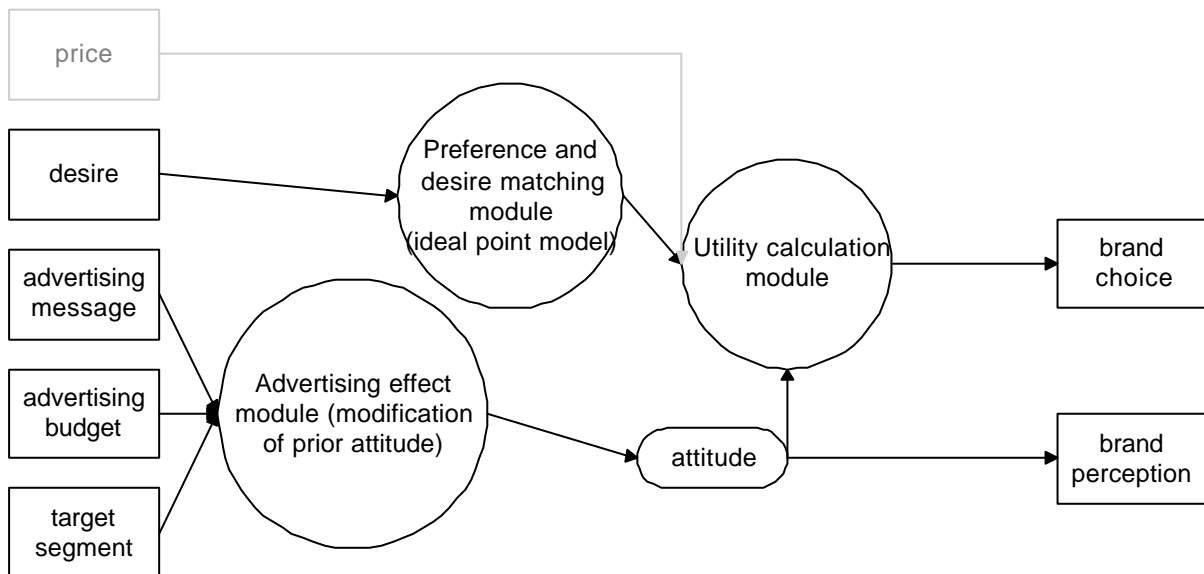 price
desire
advertising
message
advertising
budget
target
segment
Preference and
desire matching
module
(ideal point model)
Advertising effect
module (modification
of prior attitude)
Utility calculation
module
attitude
brand
choice
brand
perception